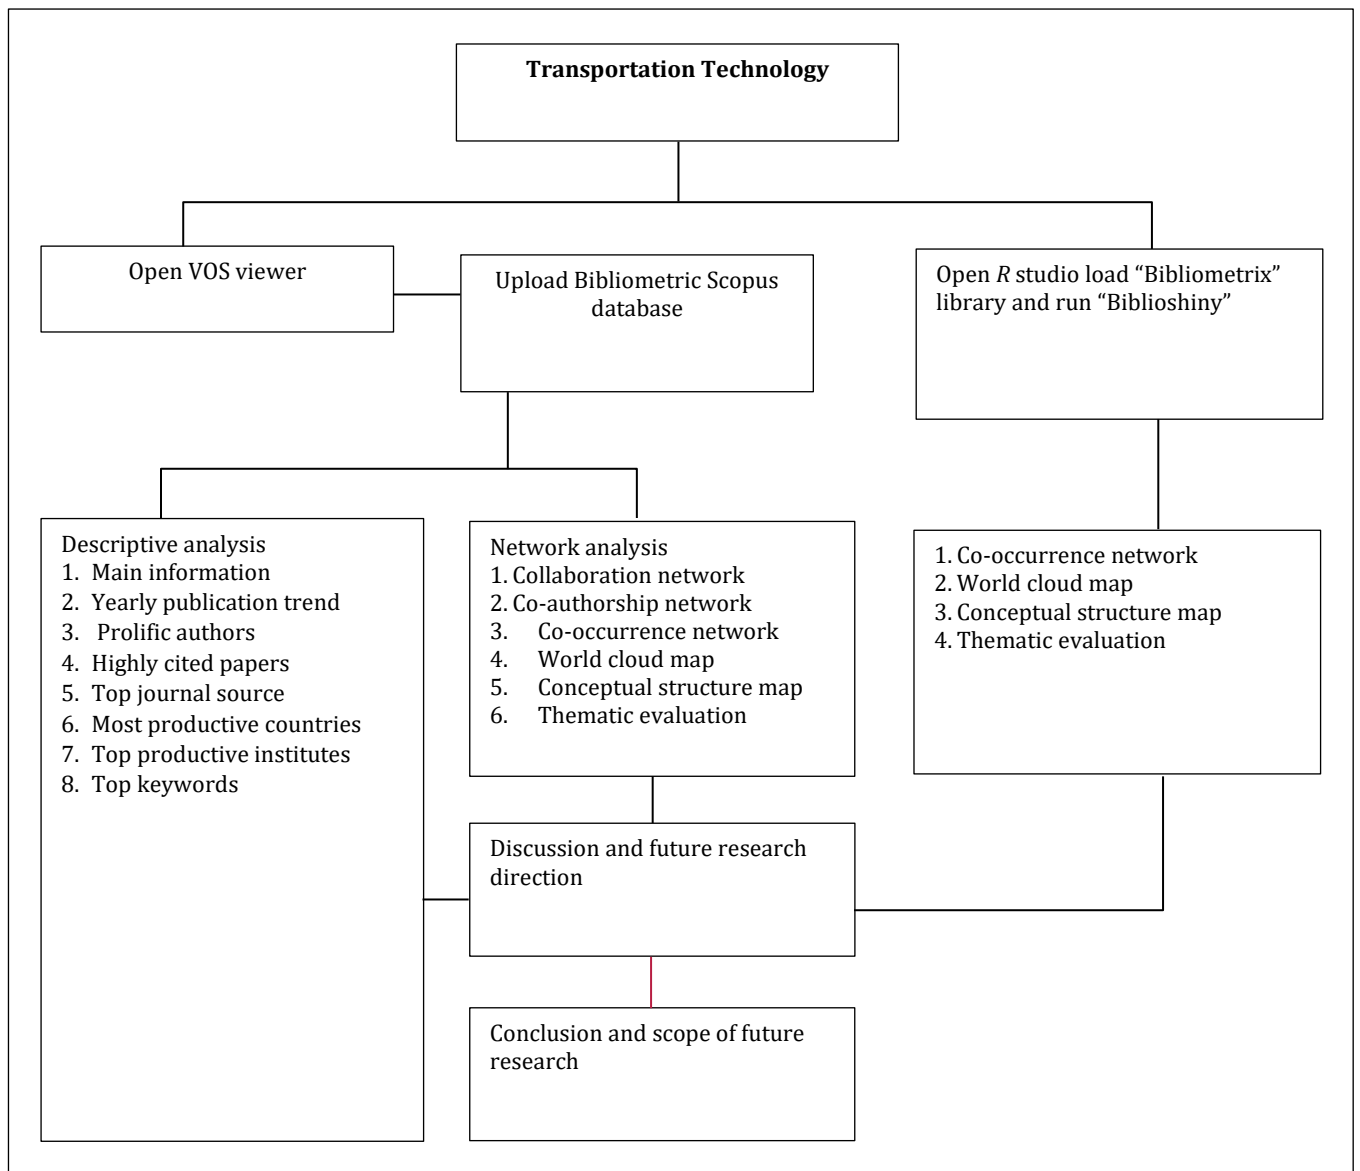 Transportation Technology
Open VOS viewer
Upload Bibliometric Scopus
database
Open R studio load “Bibliometrix”
library and run “Biblioshiny”
Descriptive analysis
1. Main information
2. Yearly publication trend
3. Prolific authors
4. Highly cited papers
5. Top journal source
6. Most productive countries
7. Top productive institutes
8. Top keywords
Network analysis
1. Collaboration network
2. Co-authorship network
3. Co-occurrence network
4. World cloud map
5. Conceptual structure map
6. Thematic evaluation
1. Co-occurrence network
2. World cloud map
3. Conceptual structure map
4. Thematic evaluation
Discussion and future research
direction
Conclusion and scope of future
research